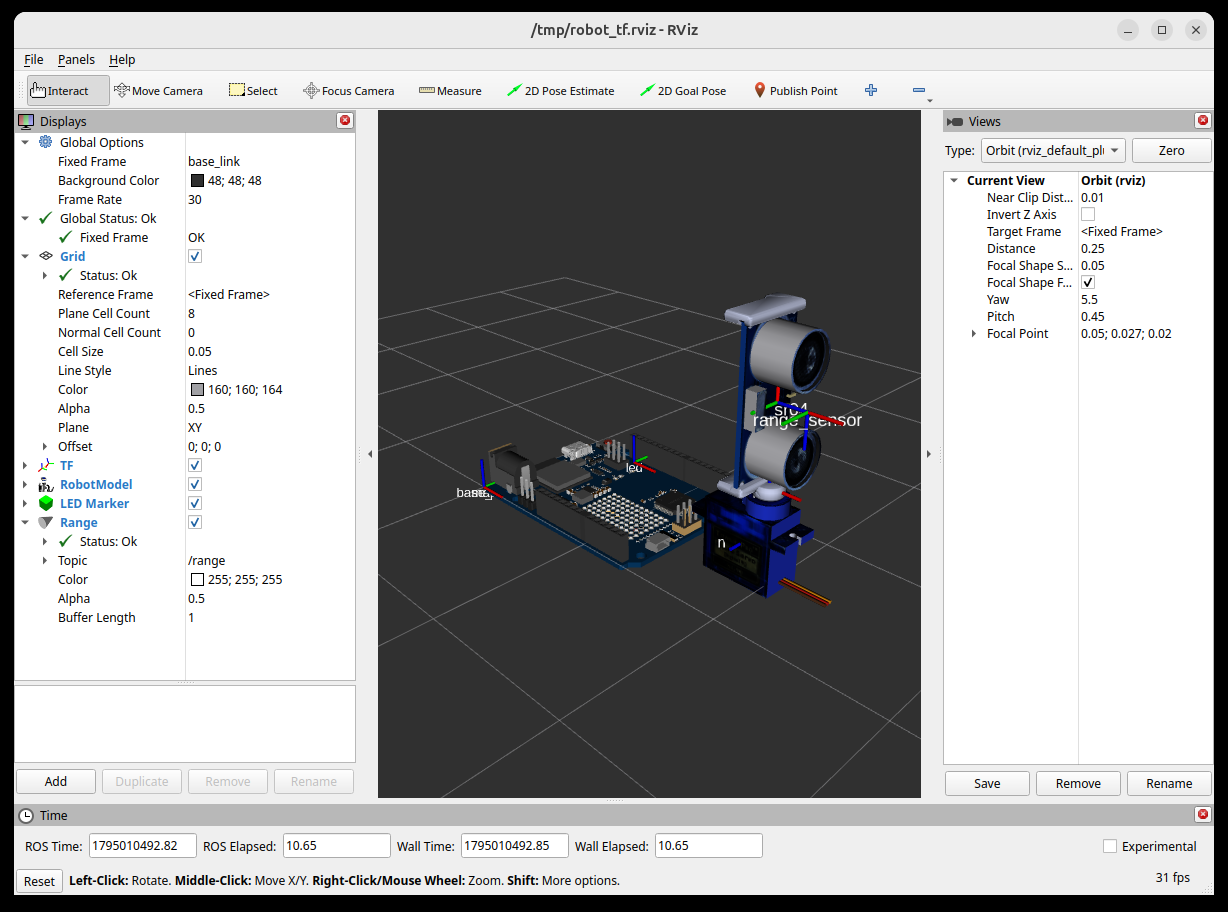 /tmp/robot_tf.rviz - RViz
File Panels Help
Interact Move Camera Select Focus Camera Measure 2D Pose Estimate 2D Goal Pose Publish Point
Displays
Global Options
Fixed Frame base_link
Background Color 48; 48; 48
Frame Rate 30
Global Status: Ok
Fixed Frame OK
Grid
Status: Ok
Reference Frame <Fixed Frame>
Plane Cell Count 8
Normal Cell Count 0
Cell Size 0.05
Line Style Lines
Color 160; 160; 164
Alpha 0.5
Plane XY
Offset 0; 0; 0
TF
RobotModel
LED Marker
Range
Status: Ok
Topic /range
Color 255; 255; 255
Alpha 0.5
Buffer Length 1
Add Duplicate Remove Rename
sr04
range_sensor
led
n
Views
Type: Orbit (rviz_default_pl Zero
Current View Orbit (rviz)
Near Clip Dist... 0.01
Invert Z Axis
Target Frame <Fixed Frame>
Distance 0.25
Focal Shape S... 0.05
Focal Shape F...
Yaw 5.5
Pitch 0.45
Focal Point 0.05; 0.027; 0.02
Save Remove Rename
Time
ROS Time: 1795010492.82 ROS Elapsed: 10.65 Wall Time: 1795010492.85 Wall Elapsed: 10.65 Experimental
Reset Left-Click: Rotate. Middle-Click: Move X/Y. Right-Click/Mouse Wheel: Zoom. Shift: More options. 31 fps